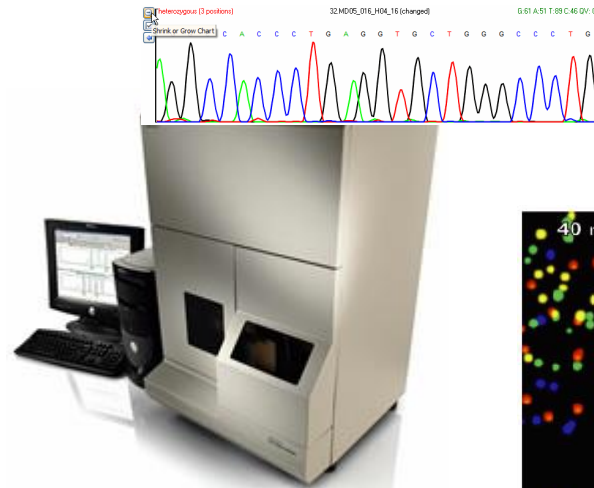 heterozygous (3 positions) 32.MD05_016_H04_16 (changed) G:61 A:51 T:89 C:46 QV:
Shrink or Grow Chart
C A C C C T G A G G T G C T G G G C C C T G
40